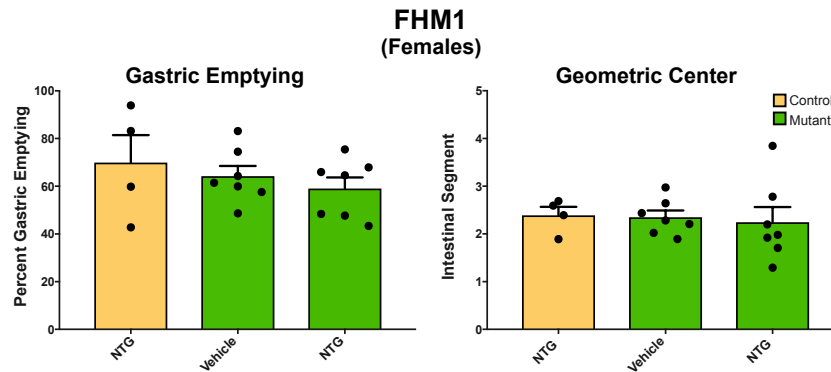 FHM1
(Females)
Gastric Emptying
Percent Gastric Emptying
100
80
60
40
20
0
NTG
Vehicle
NTG
Geometric Center
Intestinal Segment
5
4
3
2
1
0
NTG
Vehicle
NTG
Control
Mutant